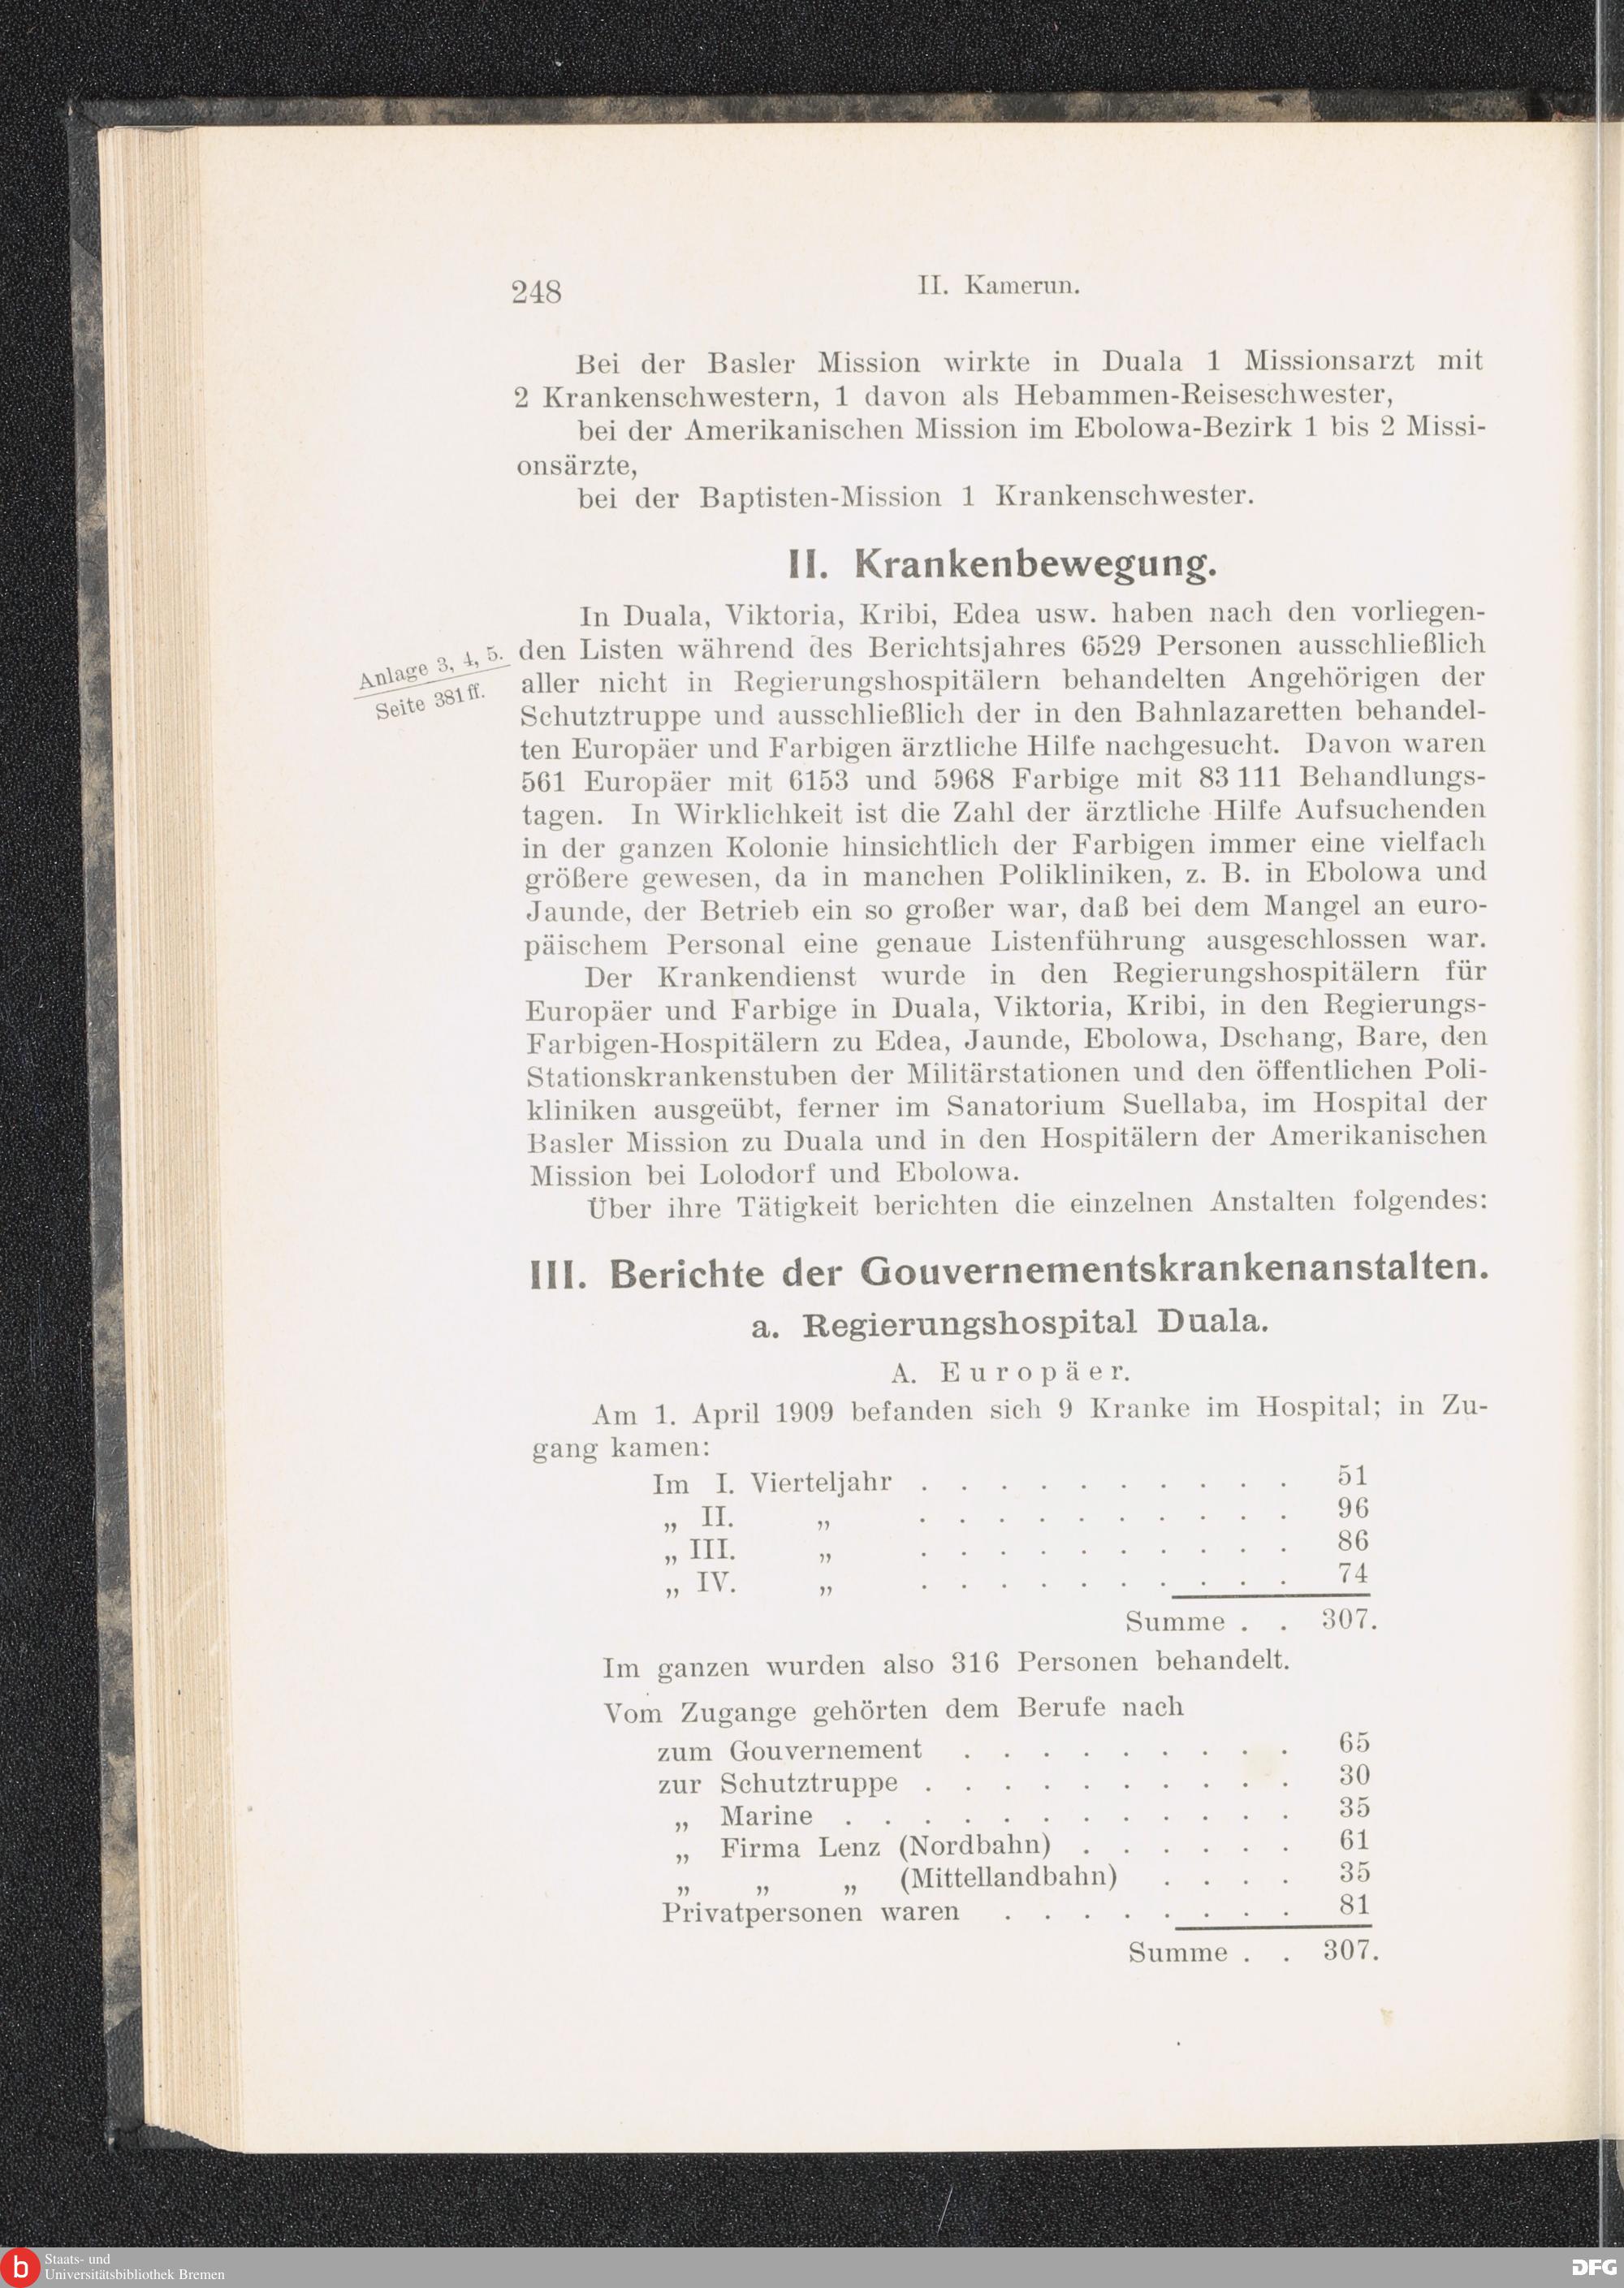 248
II. Kamerun.
Bei der Basler Mission wirkte in Duala 1 Missionsarzt mit
2 Krankenschwestern, 1 davon als Hebammen-Reiseschwester,
bei der Amerikanischen Mission im Ebolowa-Bezirk 1 bis 2 Missi-
onsärzte,
bei der Baptisten-Mission 1 Krankenschwester.
II. Krankenbewegung.
Anlage 3, 4, 5.
Seite 381 ff.
In Duala, Viktoria, Kribi, Edea usw. haben nach den vorliegen-
den Listen während des Berichtsjahres 6529 Personen ausschließlich
aller nicht in Regierungshospitälern behandelten Angehörigen der
Schutztruppe und ausschließlich der in den Bahnlazaretten behandel-
ten Europäer und Farbigen ärztliche Hilfe nachgesucht. Davon waren
561 Europäer mit 6153 und 5968 Farbige mit 83 111 Behandlungs-
tagen. In Wirklichkeit ist die Zahl der ärztliche Hilfe Aufsuchenden
in der ganzen Kolonie hinsichtlich der Farbigen immer eine vielfach
größere gewesen, da in manchen Polikliniken, z. B. in Ebolowa und
Jaunde, der Betrieb ein so großer war, daß bei dem Mangel an euro-
päischem Personal eine genaue Listenführung ausgeschlossen war.
Der Krankendienst wurde in den Regierungshospitälern für
Europäer und Farbige in Duala, Viktoria, Kribi, in den Regierungs-
Farbigen-Hospitälern zu Edea, Jaunde, Ebolowa, Dschang, Bare, den
Stationskrankenstuben der Militärstationen und den öffentlichen Poli-
kliniken ausgeübt, ferner im Sanatorium Suellaba, im Hospital der
Basler Mission zu Duala und in den Hospitälern der Amerikanischen
Mission bei Lolodorf und Ebolowa.
Über ihre Tätigkeit berichten die einzelnen Anstalten folgendes:
III. Berichte der Gouvernementskrankenanstalten.
a. Regierungshospital Duala.
A. Europäer.
Am 1. April 1909 befanden sich 9 Kranke im Hospital; in Zu-
gang kamen:
Im I. Vierteljahr . . . . . . . . . . 51
„ II. „ . . . . . . . . . . 96
„ III. „ . . . . . . . . . . 86
„ IV. „ . . . . . . . . . . 74
Summe . . 307.
Im ganzen wurden also 316 Personen behandelt.
Vom Zugange gehörten dem Berufe nach
zum Gouvernement . . . . . . . . . 65
zur Schutztruppe . . . . . . . . . . 30
„ Marine . . . . . . . . . . . . 35
„ Firma Lenz (Nordbahn) . . . . . . 61
„ „ „ (Mittellandbahn) . . . . 35
Privatpersonen waren . . . . . . . . 81
Summe . . 307.
b Staats- und
Universitätsbibliothek Bremen
DFG